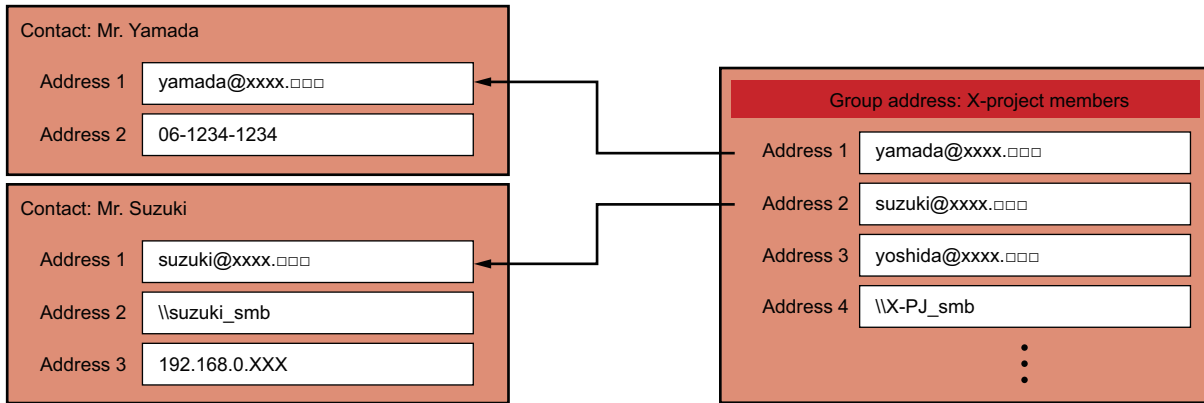 Contact: Mr. Yamada
Address 1 yamada@xxxx.□□□
Address 2 06-1234-1234
Contact: Mr. Suzuki
Address 1 suzuki@xxxx.□□□
Address 2 \\suzuki_smb
Address 3 192.168.0.XXX
Group address: X-project members
Address 1 yamada@xxxx.□□□
Address 2 suzuki@xxxx.□□□
Address 3 yoshida@xxxx.□□□
Address 4 \\X-PJ_smb